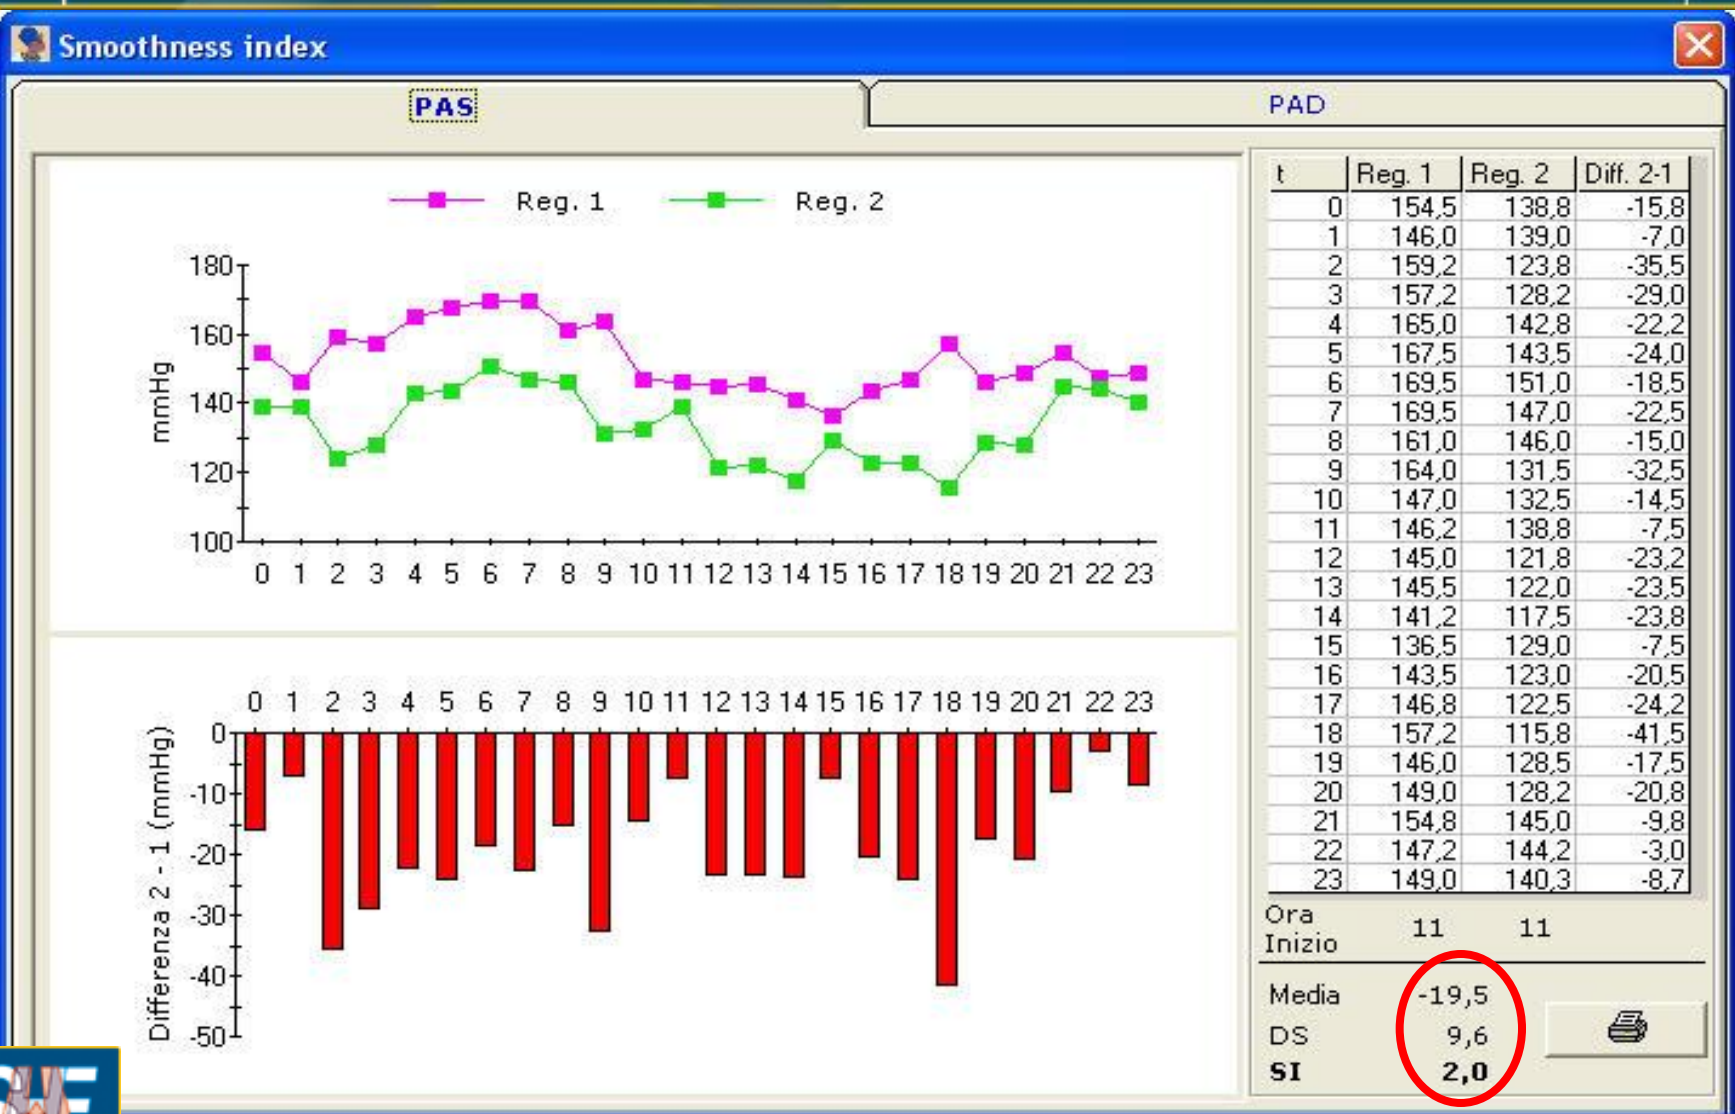 Smoothness index
PAS PAD
Reg. 1 Reg. 2
180
160
140
120
100
mmHg
0 1 2 3 4 5 6 7 8 9 10 11 12 13 14 15 16 17 18 19 20 21 22 23
0 1 2 3 4 5 6 7 8 9 10 11 12 13 14 15 16 17 18 19 20 21 22 23
0
-10
-20
-30
-40
-50
Differenza 2 - 1 (mmHg)
t Reg. 1 Reg. 2 Diff. 2-1
0 154,5 138,8 -15,8
1 146,0 139,0 -7,0
2 159,2 123,8 -35,5
3 157,2 128,2 -29,0
4 165,0 142,8 -22,2
5 167,5 143,5 -24,0
6 169,5 151,0 -18,5
7 169,5 147,0 -22,5
8 161,0 146,0 -15,0
9 164,0 131,5 -32,5
10 147,0 132,5 -14,5
11 146,2 138,8 -7,5
12 145,0 121,8 -23,2
13 145,5 122,0 -23,5
14 141,2 117,5 -23,8
15 136,5 129,0 -7,5
16 143,5 123,0 -20,5
17 146,8 122,5 -24,2
18 157,2 115,8 -41,5
19 146,0 128,5 -17,5
20 149,0 128,2 -20,8
21 154,8 145,0 -9,8
22 147,2 144,2 -3,0
23 149,0 140,3 -8,7
Ora
Inizio 11 11
Media -19,5
DS 9,6
SI 2,0